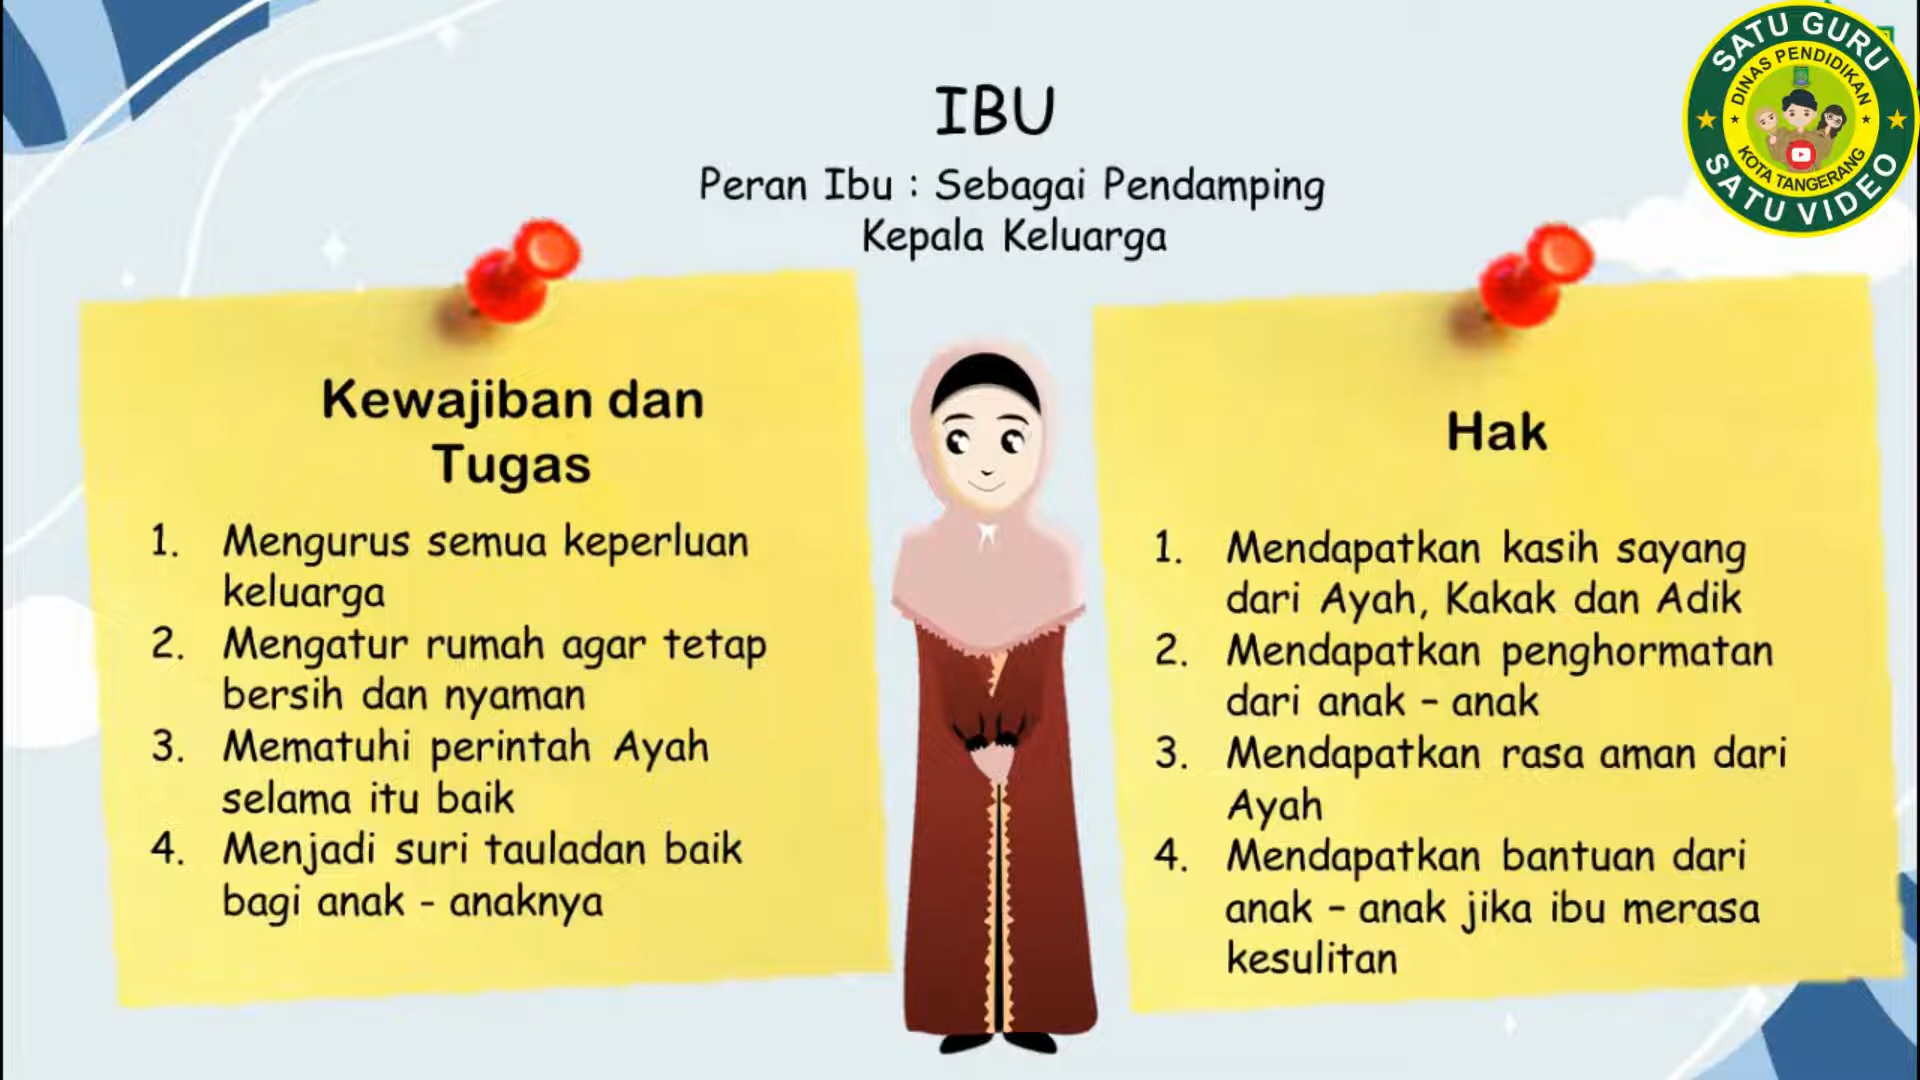 IBU
Peran Ibu : Sebagai Pendamping
Kepala Keluarga
Kewajiban dan
Tugas
1. Mengurus semua keperluan
keluarga
2. Mengatur rumah agar tetap
bersih dan nyaman
3. Mematuhi perintah Ayah
selama itu baik
4. Menjadi suri tauladan baik
bagi anak - anaknya
Hak
1. Mendapatkan kasih sayang
dari Ayah, Kakak dan Adik
2. Mendapatkan penghormatan
dari anak – anak
3. Mendapatkan rasa aman dari
Ayah
4. Mendapatkan bantuan dari
anak – anak jika ibu merasa
kesulitan
SATU GURU
DINAS PENDIDIKAN
KOTA TANGERANG
SATU VIDEO